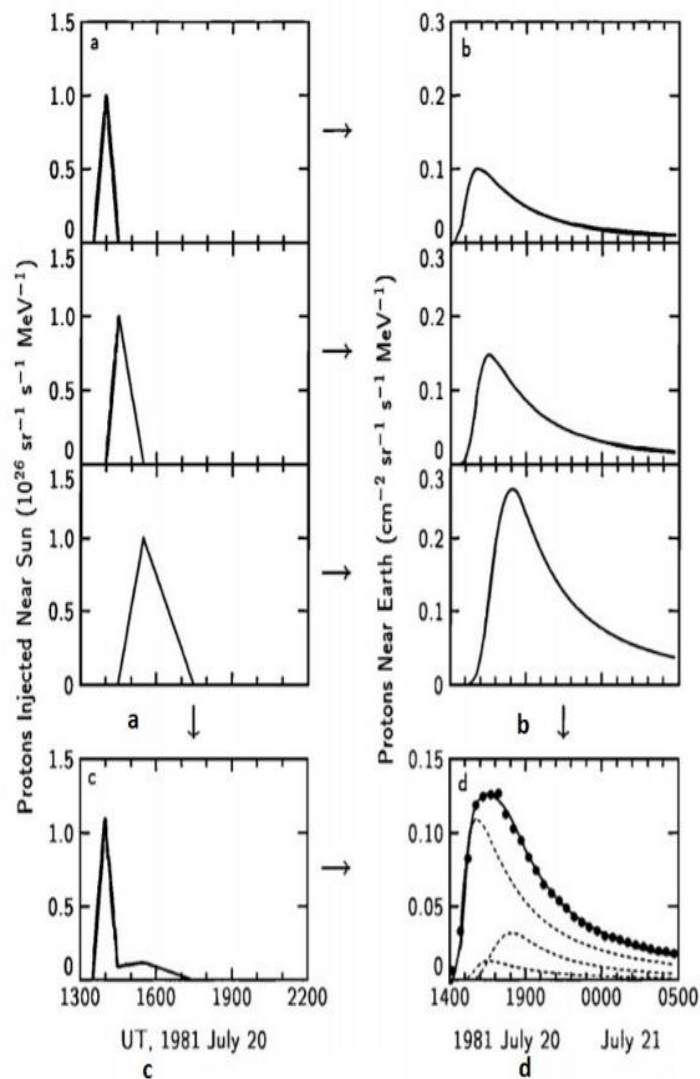 a
1.5
1.0
0.5
0
b
0.3
0.2
0.1
0
1.5
1.0
0.5
0
0.3
0.2
0.1
0
1.5
1.0
0.5
0
0.3
0.2
0.1
0
Protons Injected Near Sun (10²⁶ sr⁻¹ s⁻¹ MeV⁻¹)
Protons Near Earth (cm⁻² sr⁻¹ s⁻¹ MeV⁻¹)
→
→
→
a ↓
b ↓
c
1.5
1.0
0.5
0
→
d
0.15
0.10
0.05
0
1300 1600 1900 2200
1400 1900 0000 0500
UT, 1981 July 20
1981 July 20 July 21
c
d